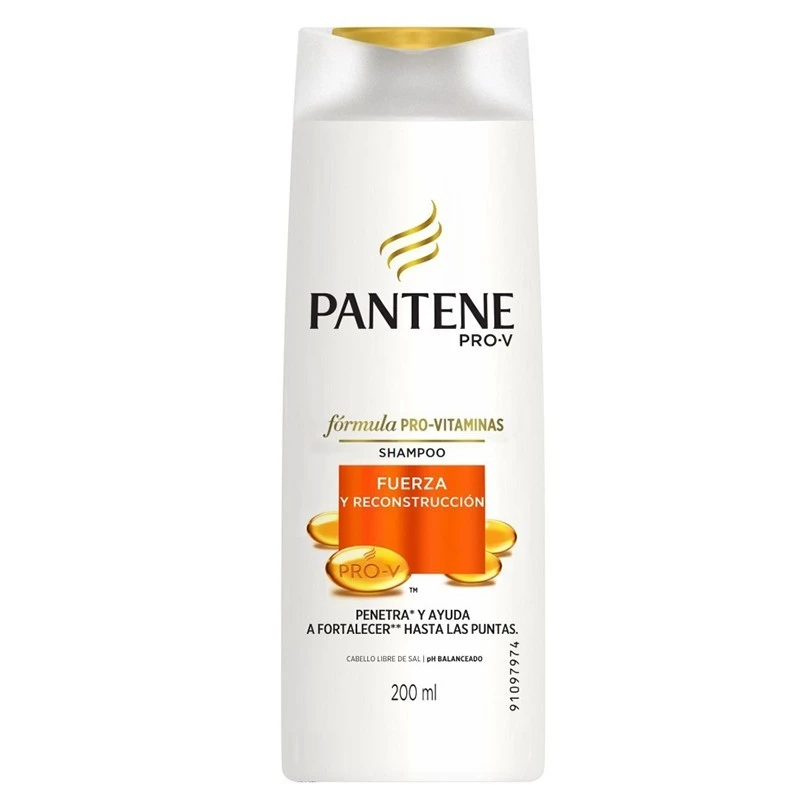 PANTENE
PRO-V
fórmula PRO-VITAMINAS
SHAMPOO
FUERZA
Y RECONSTRUCCIÓN
PRO-V
TM
PENETRA* Y AYUDA
A FORTALECER** HASTA LAS PUNTAS.
CABELLO LIBRE DE SAL | pH BALANCEADO
200 ml
91097974